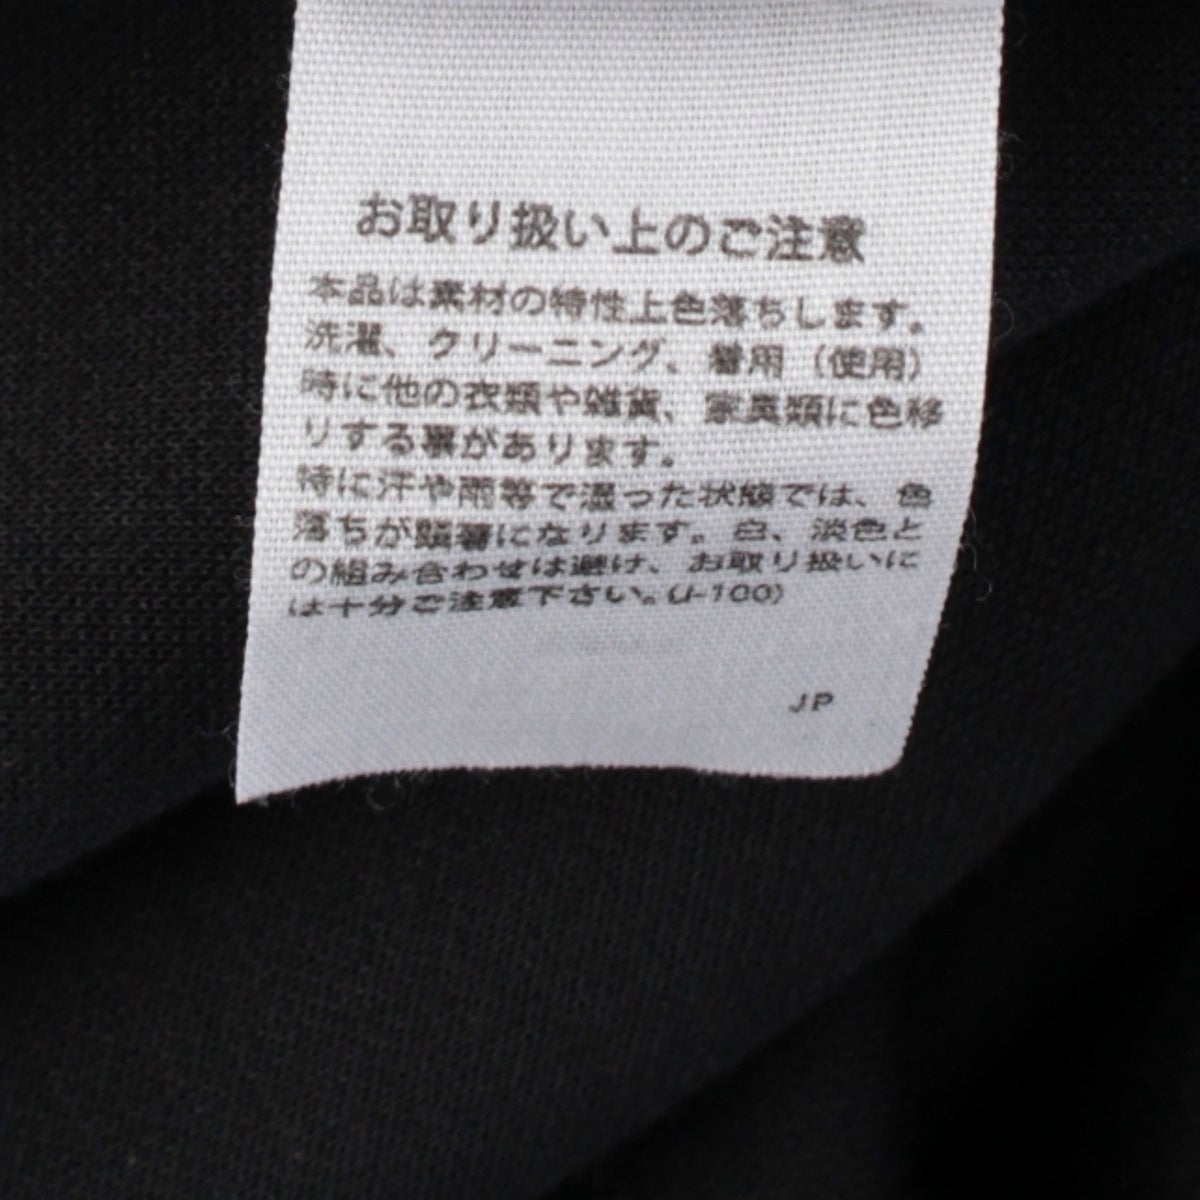 お取り扱い上のご注意
本品は素材の特性上色落ちします。
洗濯、クリーニング、着用（使用）
時に他の衣類や雑貨、家具類に色移
りする事があります。
特に汗や雨等で湿った状態では、色
落ちが顕著になります。白、淡色と
の組み合わせは避け、お取り扱いに
は十分ご注意下さい。(J-100)
JP